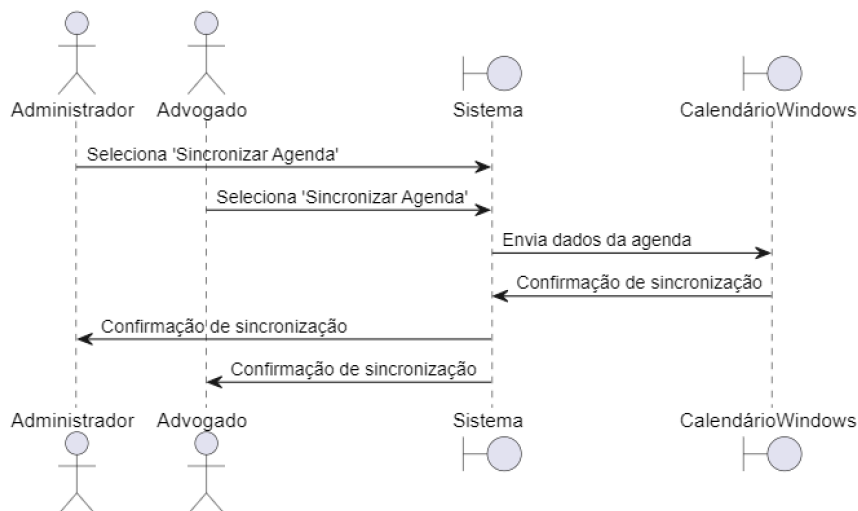 Administrador Advogado Sistema CalendárioWindows
Seleciona 'Sincronizar Agenda'
Seleciona 'Sincronizar Agenda'
Envia dados da agenda
Confirmação de sincronização
Confirmação de sincronização
Confirmação de sincronização
Administrador Advogado Sistema CalendárioWindows